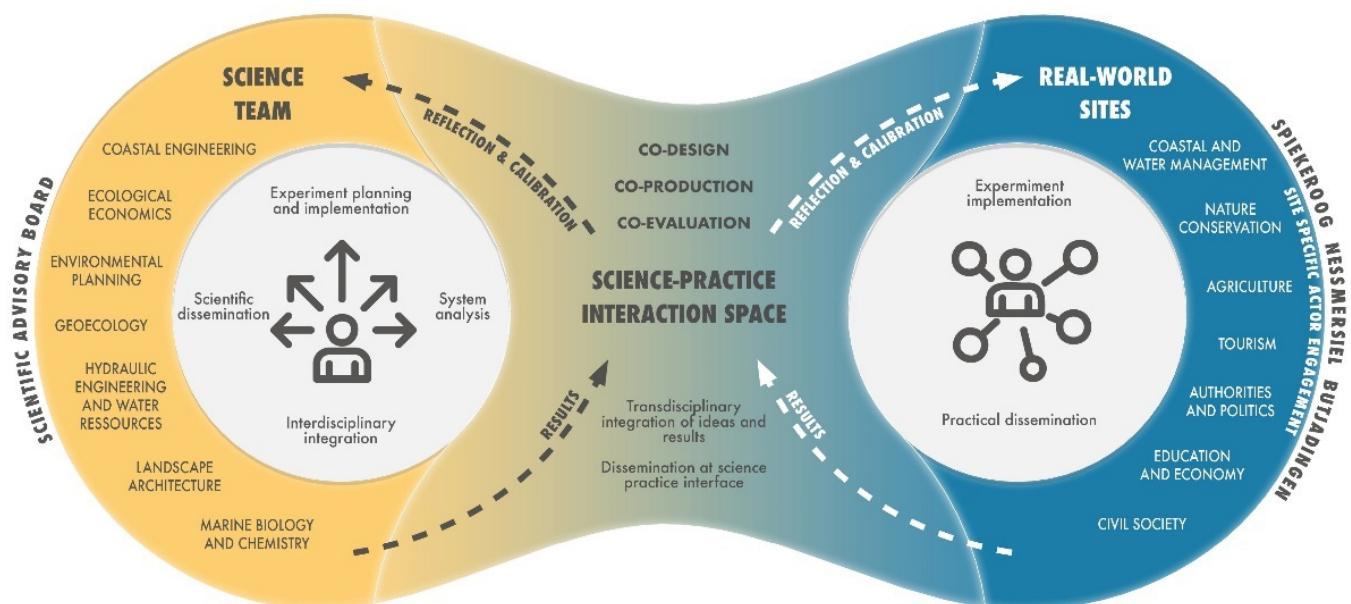 SCIENTIFIC ADVISORY BOARD
SCIENCE
TEAM
COASTAL ENGINEERING
ECOLOGICAL
ECONOMICS
ENVIRONMENTAL
PLANNING
GEOECOLOGY
HYDRAULIC
ENGINEERING
AND WATER
RESSOURCES
LANDSCAPE
ARCHITECTURE
MARINE BIOLOGY
AND CHEMISTRY
Experiment planning
and implementation
Scientific
dissemination
System
analysis
Interdisciplinary
integration
REFLECTION & CALIBRATION
RESULTS
CO-DESIGN
CO-PRODUCTION
CO-EVALUATION
SCIENCE-PRACTICE
INTERACTION SPACE
Transdisciplinary
integration of ideas and
results
Dissemination at science
practice interface
REFLECTION & CALIBRATION
RESULTS
REAL-WORLD
SITES
Expermiment
implementation
Practical dissemination
COASTAL AND
WATER MANAGEMENT
NATURE
CONSERVATION
AGRICULTURE
TOURISM
AUTHORITIES
AND POLITICS
EDUCATION
AND ECONOMY
CIVIL SOCIETY
SITE SPECIFIC ACTOR ENGAGEMENT
SPIEKEROOG NESSMERSIEL BUTJADINGEN